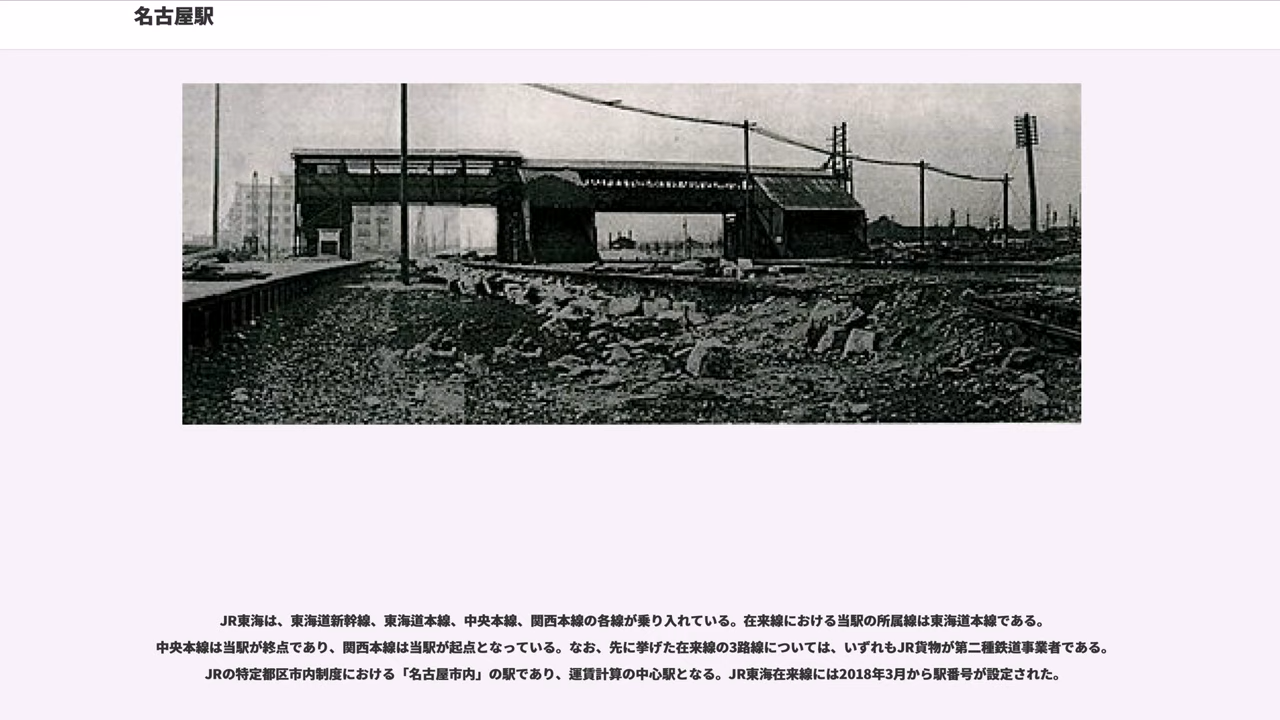 名古屋駅
JR東海は、東海道新幹線、東海道本線、中央本線、関西本線の各線が乗り入れている。在来線における当駅の所属線は東海道本線である。
中央本線は当駅が終点であり、関西本線は当駅が起点となっている。なお、先に挙げた在来線の3路線については、いずれもJR貨物が第二種鉄道事業者である。
JRの特定都区市内制度における「名古屋市内」の駅であり、運賃計算の中心駅となる。JR東海在来線には2018年3月から駅番号が設定された。